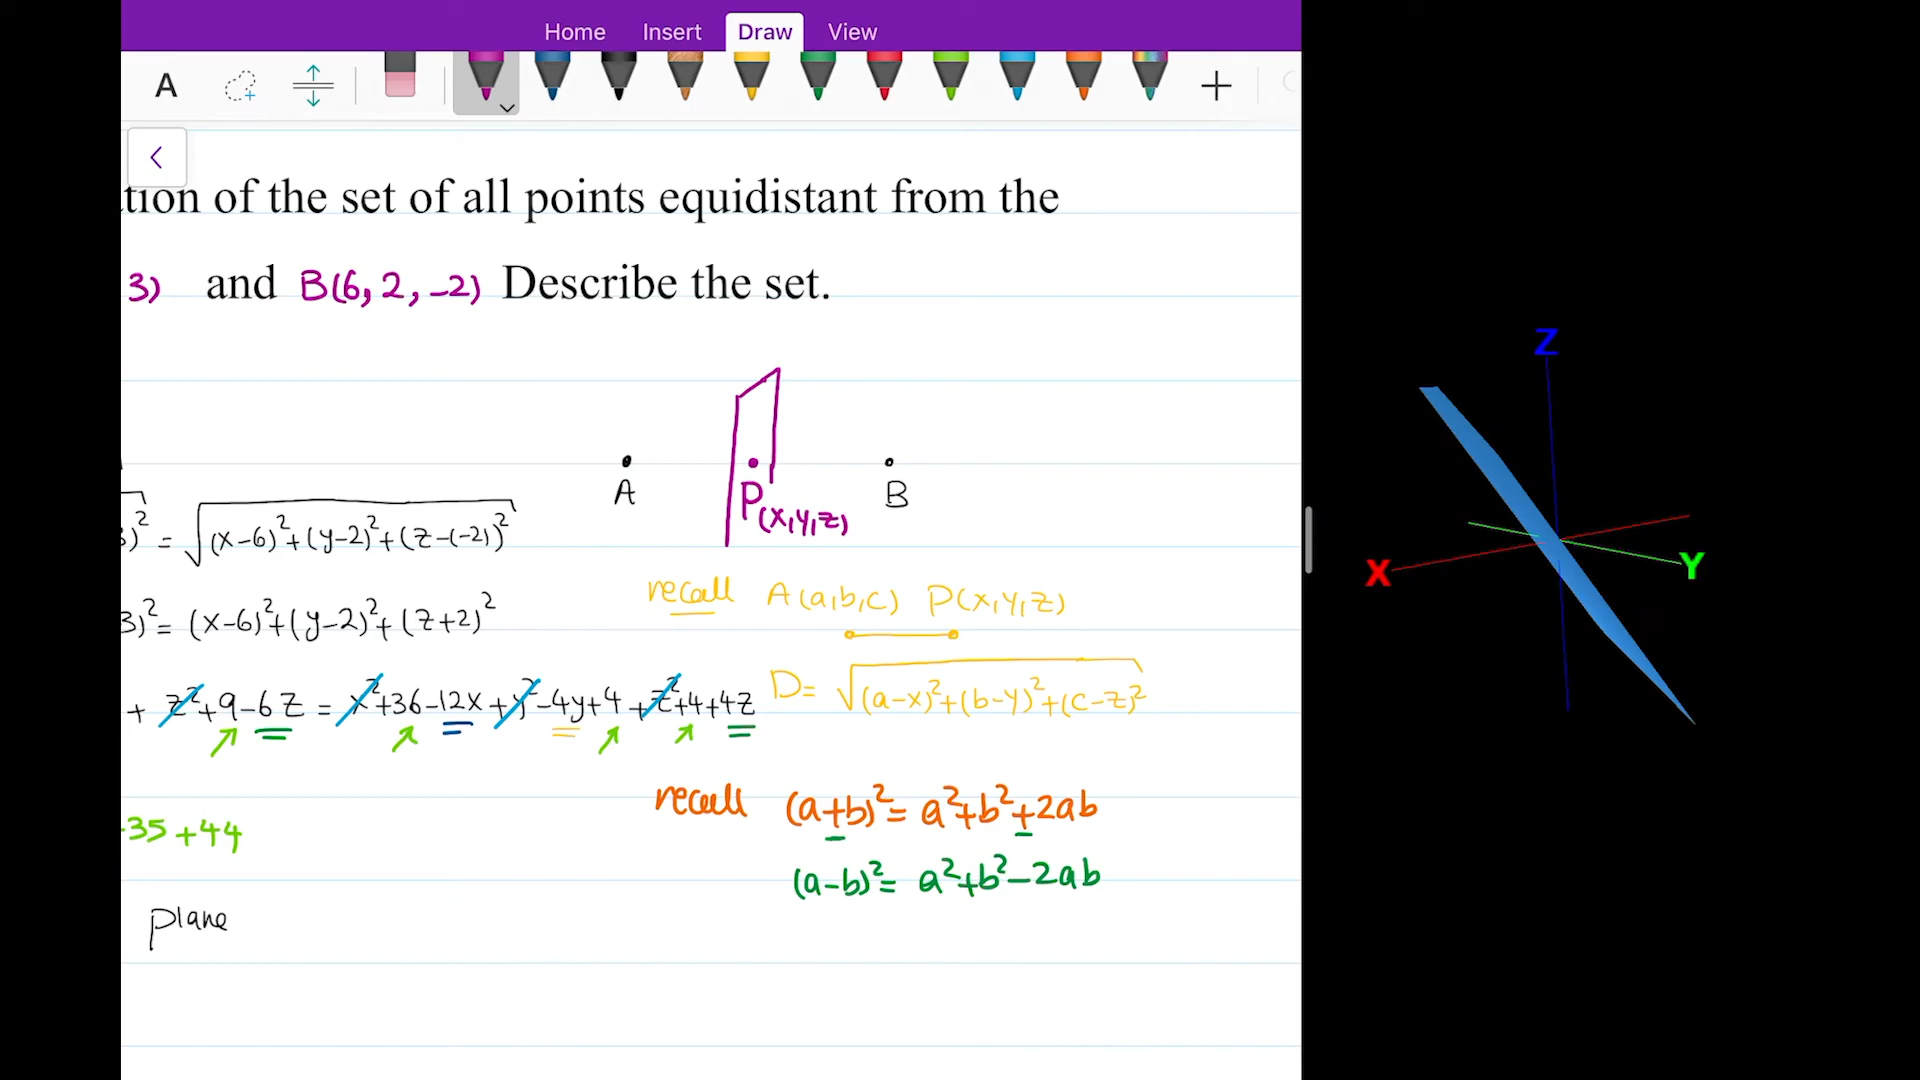 Home Insert Draw View
A
tion of the set of all points equidistant from the
3) and B(6, 2, -2) Describe the set.
A
P(x,y,z)
B
3)² = √(x-6)²+(y-2)²+(z-(-2))²
recall A(a,b,c) P(x,y,z)
3)² = (x-6)²+(y-2)²+(z+2)²
D = √(a-x)²+(b-y)²+(c-z)²
+ z²+9-6z = x²+36-12x+y²-4y+4+z²+4+4z
recall (a+b)² = a²+b²+2ab
-35+44
(a-b)² = a²+b²-2ab
plane
Z
X
Y